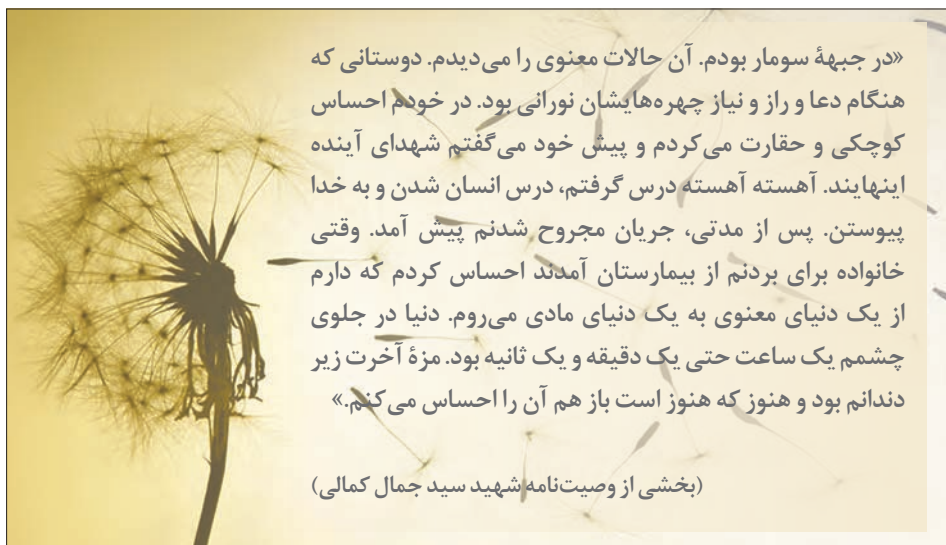 «در جبههٔ سومار بودم. آن حالات معنوی را می‌دیدم. دوستانی که
هنگام دعا و راز و نیاز چهره‌هایشان نورانی بود. در خودم احساس
کوچکی و حقارت می‌کردم و پیش خود می‌گفتم شهدای آینده
اینهایند. آهسته آهسته درس گرفتم، درس انسان شدن و به خدا
پیوستن. پس از مدتی، جریان مجروح شدنم پیش آمد. وقتی
خانواده برای بردنم از بیمارستان آمدند احساس کردم که دارم
از یک دنیای معنوی به یک دنیای مادی می‌روم. دنیا در جلوی
چشمم یک ساعت حتی یک دقیقه و یک ثانیه بود. مزهٔ آخرت زیر
دندانم بود و هنوز که هنوز است باز هم آن را احساس می‌کنم.»
(بخشی از وصیت‌نامه شهید سید جمال کمالی)